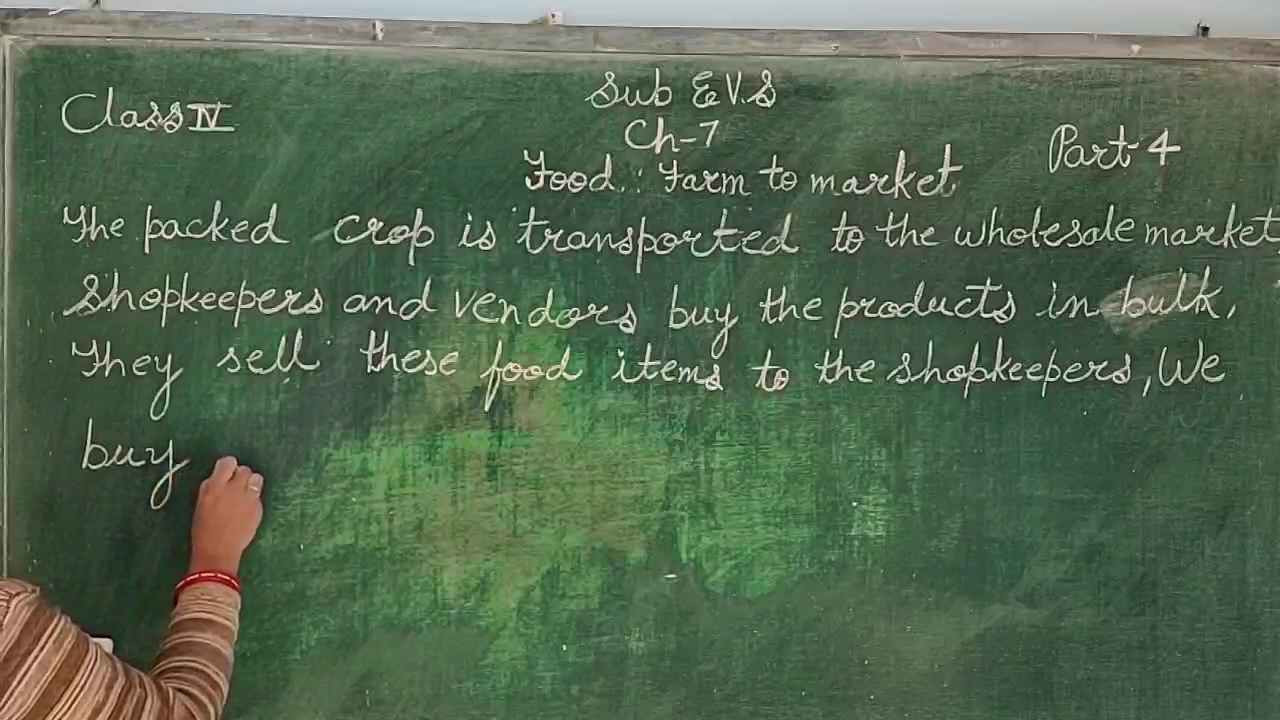 Sub E.V.S
Class IV
Ch-7
Part-4
Food : Farm to market
The packed crop is transported to the wholesale market
Shopkeepers and vendors buy the products in bulk.
They sell these food items to the shopkeepers, We
buy